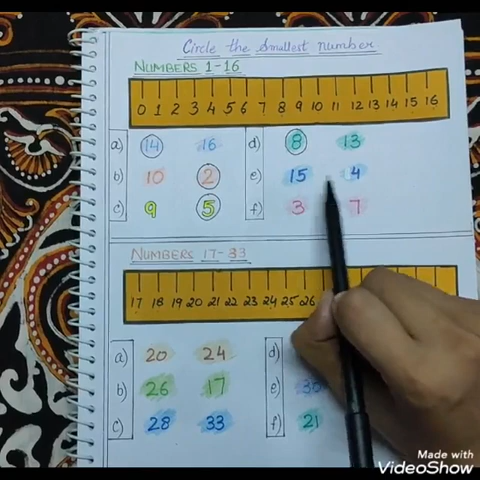 Circle the smallest number
NUMBERS 1-16
0 1 2 3 4 5 6 7 8 9 10 11 12 13 14 15 16
a) 14 16 d) 8 13
b) 10 2 e) 15 4
c) 9 5 f) 3 7
NUMBERS 17-33
17 18 19 20 21 22 23 24 25 26
a) 20 24 d)
b) 26 17 e) 30
c) 28 33 f) 21
Made with
VideoShow